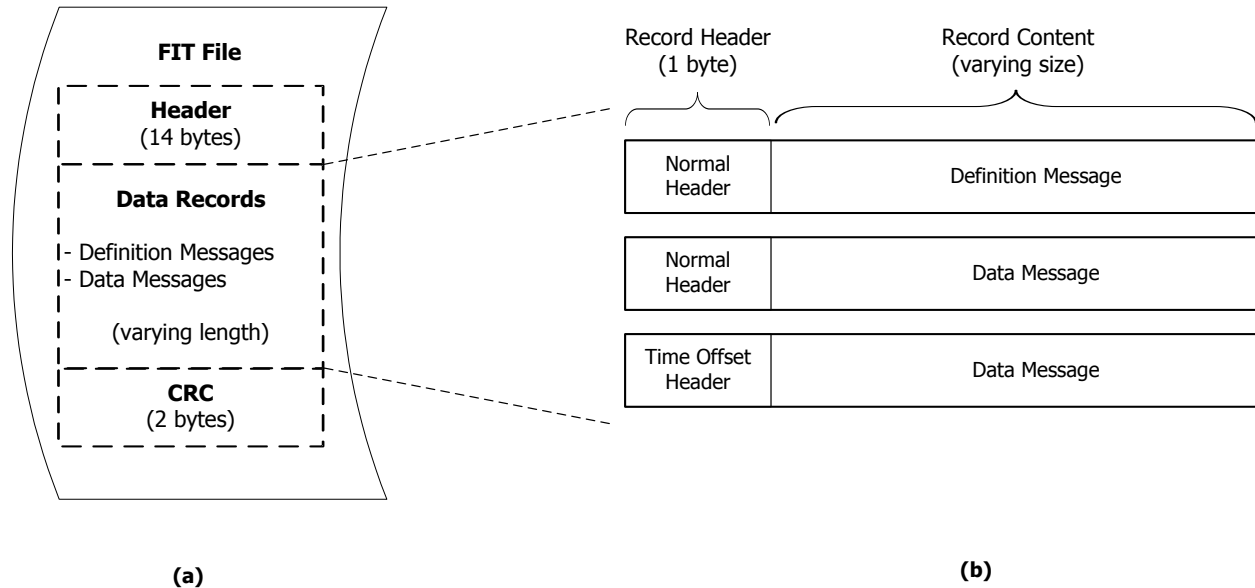 FIT File
Header
(14 bytes)
Data Records
- Definition Messages
- Data Messages
(varying length)
CRC
(2 bytes)
(a)
Record Header
(1 byte)
Record Content
(varying size)
Normal
Header
Definition Message
Normal
Header
Data Message
Time Offset
Header
Data Message
(b)